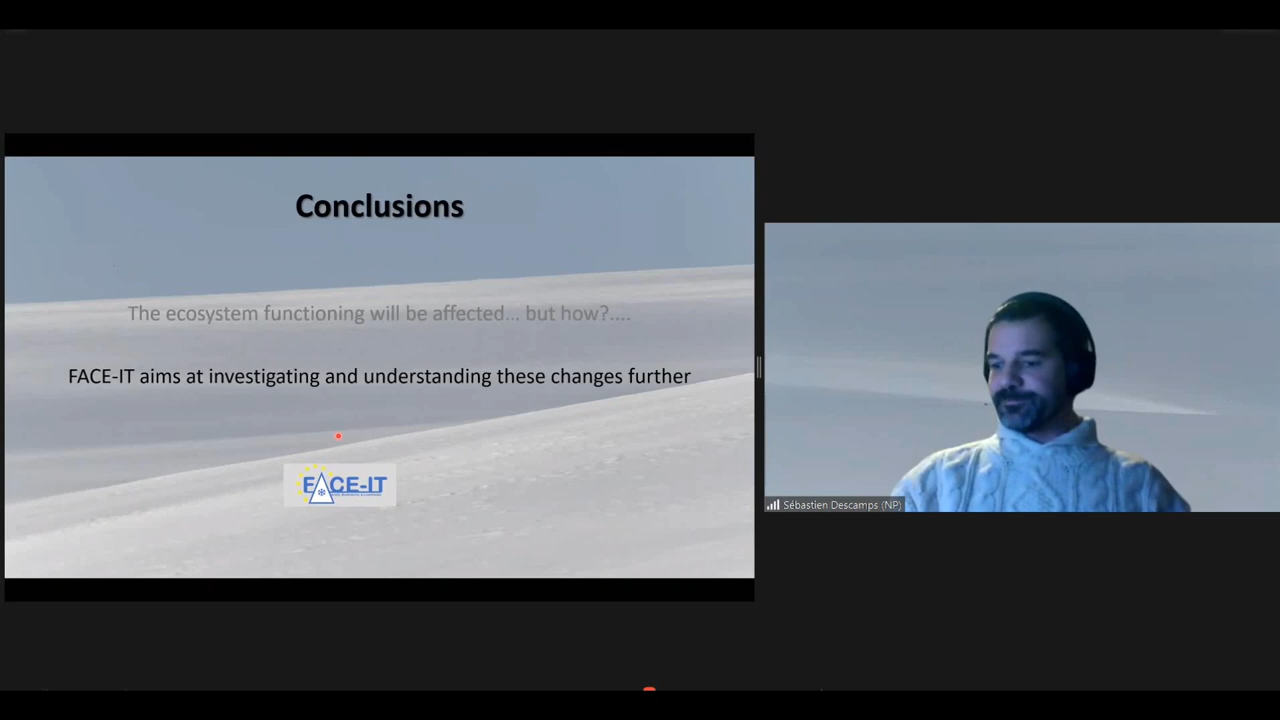 Conclusions
The ecosystem functioning will be affected... but how?....
FACE-IT aims at investigating and understanding these changes further
FACE-IT
Sébastien Descamps (NP)